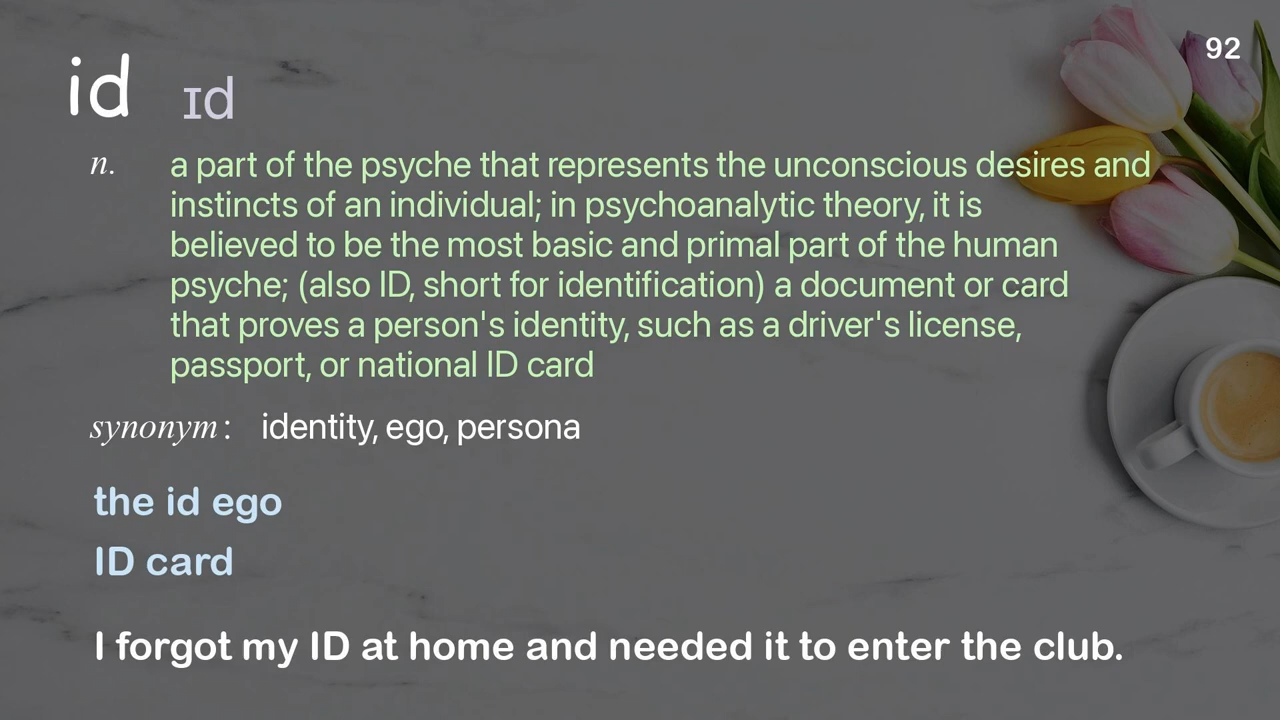 92
id ɪd
n. a part of the psyche that represents the unconscious desires and
instincts of an individual; in psychoanalytic theory, it is
believed to be the most basic and primal part of the human
psyche; (also ID, short for identification) a document or card
that proves a person's identity, such as a driver's license,
passport, or national ID card
synonym: identity, ego, persona
the id ego
ID card
I forgot my ID at home and needed it to enter the club.